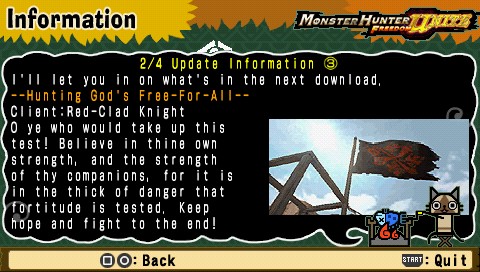 Information
MONSTER HUNTER
FREEDOM UNITE
2/4 Update Information ③
I'll let you in on what's in the next download,
--Hunting God's Free-For-All--
Client:Red-Clad Knight
O ye who would take up this
test! Believe in thine own
strength, and the strength
of thy companions, for it is
in the thick of danger that
fortitude is tested. Keep
hope and fight to the end!
□○: Back
START: Quit